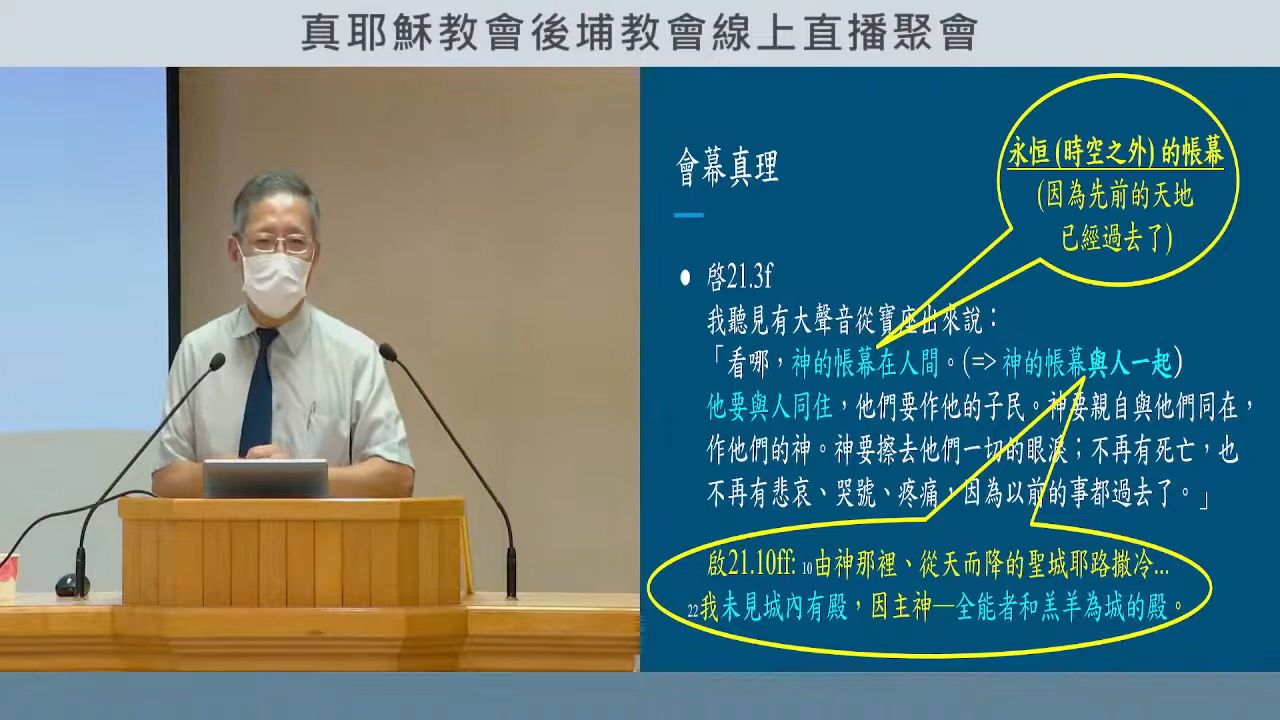 真耶穌教會後埔教會線上直播聚會
會幕真理
永恒 (時空之外) 的帳幕
(因為先前的天地
已經過去了)
● 啓21.3f
我聽見有大聲音從寶座出來說：
「看哪，神的帳幕在人間。(=> 神的帳幕與人一起)
他要與人同住，他們要作他的子民。神要親自與他們同在，
作他們的神。神要擦去他們一切的眼淚；不再有死亡，也
不再有悲哀、哭號、疼痛，因為以前的事都過去了。」
啟21.10ff: 10由神那裡、從天而降的聖城耶路撒冷...
22我未見城內有殿，因主神─全能者和羔羊為城的殿。